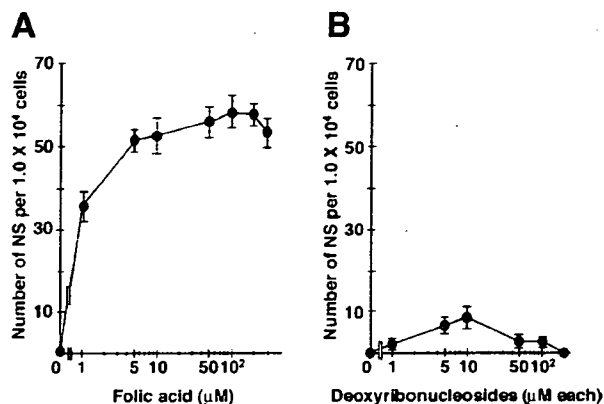 A
Number of NS per 1.0 X 10⁴ cells
70
50
30
10
0 1 5 10 50 10² 
Folic acid (μM)
B
Number of NS per 1.0 X 10⁴ cells
70
50
30
10
0 1 5 10 50 10²
Deoxyribonucleosides (μM each)